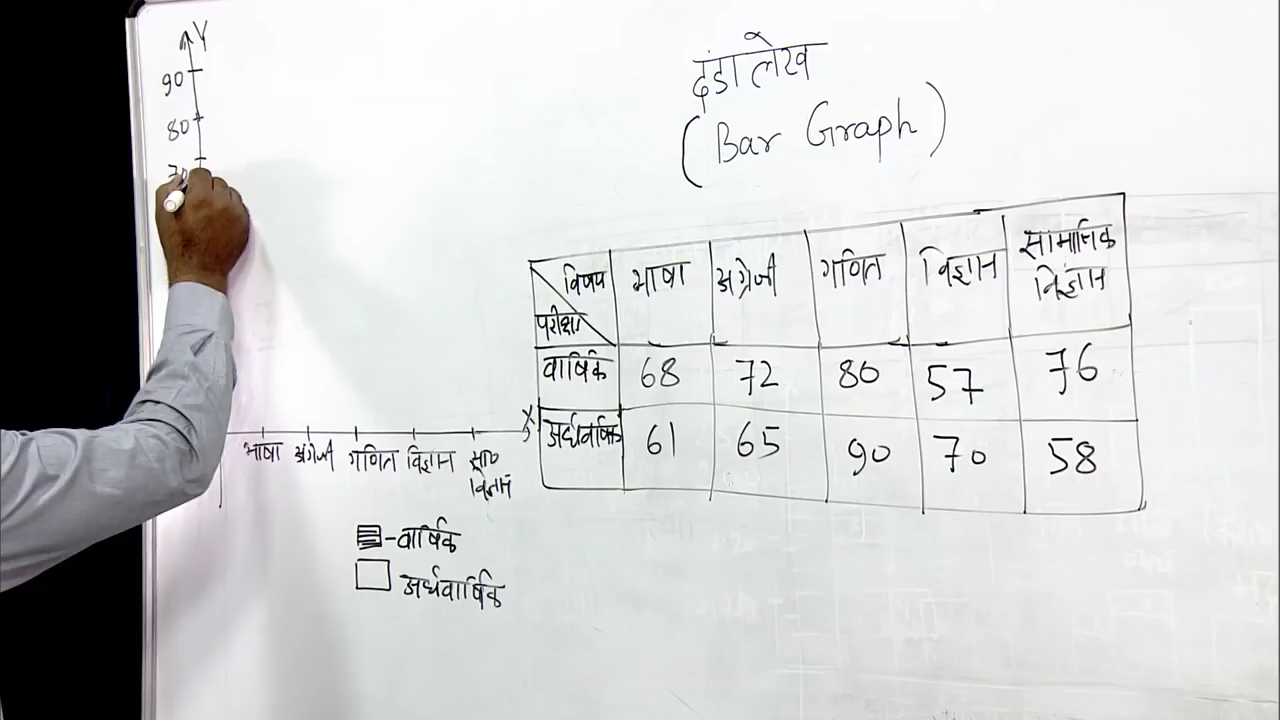 दंडालेख
(Bar Graph)
Y
90
80
70
विषय
परीक्षा
भाषा
अंग्रेजी
गणित
विज्ञान
सामाजिक
विज्ञान
वार्षिक 68 72 80 57 76
अर्धवार्षिक 61 65 90 70 58
X
भाषा अंग्रेजी गणित विज्ञान सा०
विज्ञान
-वार्षिक
अर्धवार्षिक